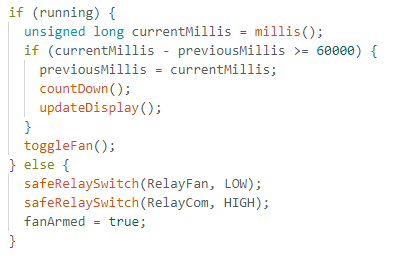 if (running) {
  unsigned long currentMillis = millis();
  if (currentMillis - previousMillis >= 60000) {
    previousMillis = currentMillis;
    countDown();
    updateDisplay();
  }
  toggleFan();
} else {
  safeRelaySwitch(RelayFan, LOW);
  safeRelaySwitch(RelayCom, HIGH);
  fanArmed = true;
}